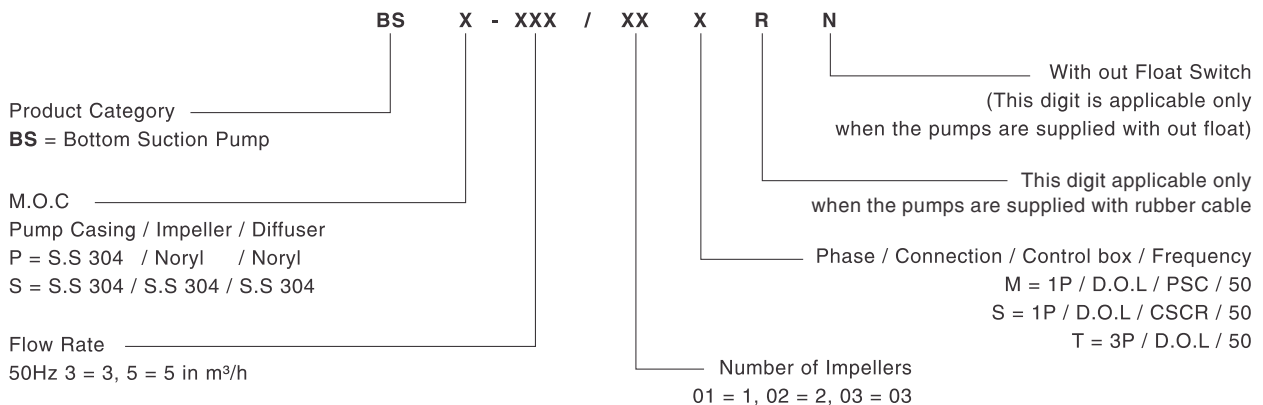 BS X - XXX / XX X R N
Product Category
BS = Bottom Suction Pump
M.O.C
Pump Casing / Impeller / Diffuser
P = S.S 304 / Noryl / Noryl
S = S.S 304 / S.S 304 / S.S 304
Flow Rate
50Hz 3 = 3, 5 = 5 in m³/h
With out Float Switch
(This digit is applicable only
when the pumps are supplied with out float)
This digit applicable only
when the pumps are supplied with rubber cable
Phase / Connection / Control box / Frequency
M = 1P / D.O.L / PSC / 50
S = 1P / D.O.L / CSCR / 50
T = 3P / D.O.L / 50
Number of Impellers
01 = 1, 02 = 2, 03 = 03